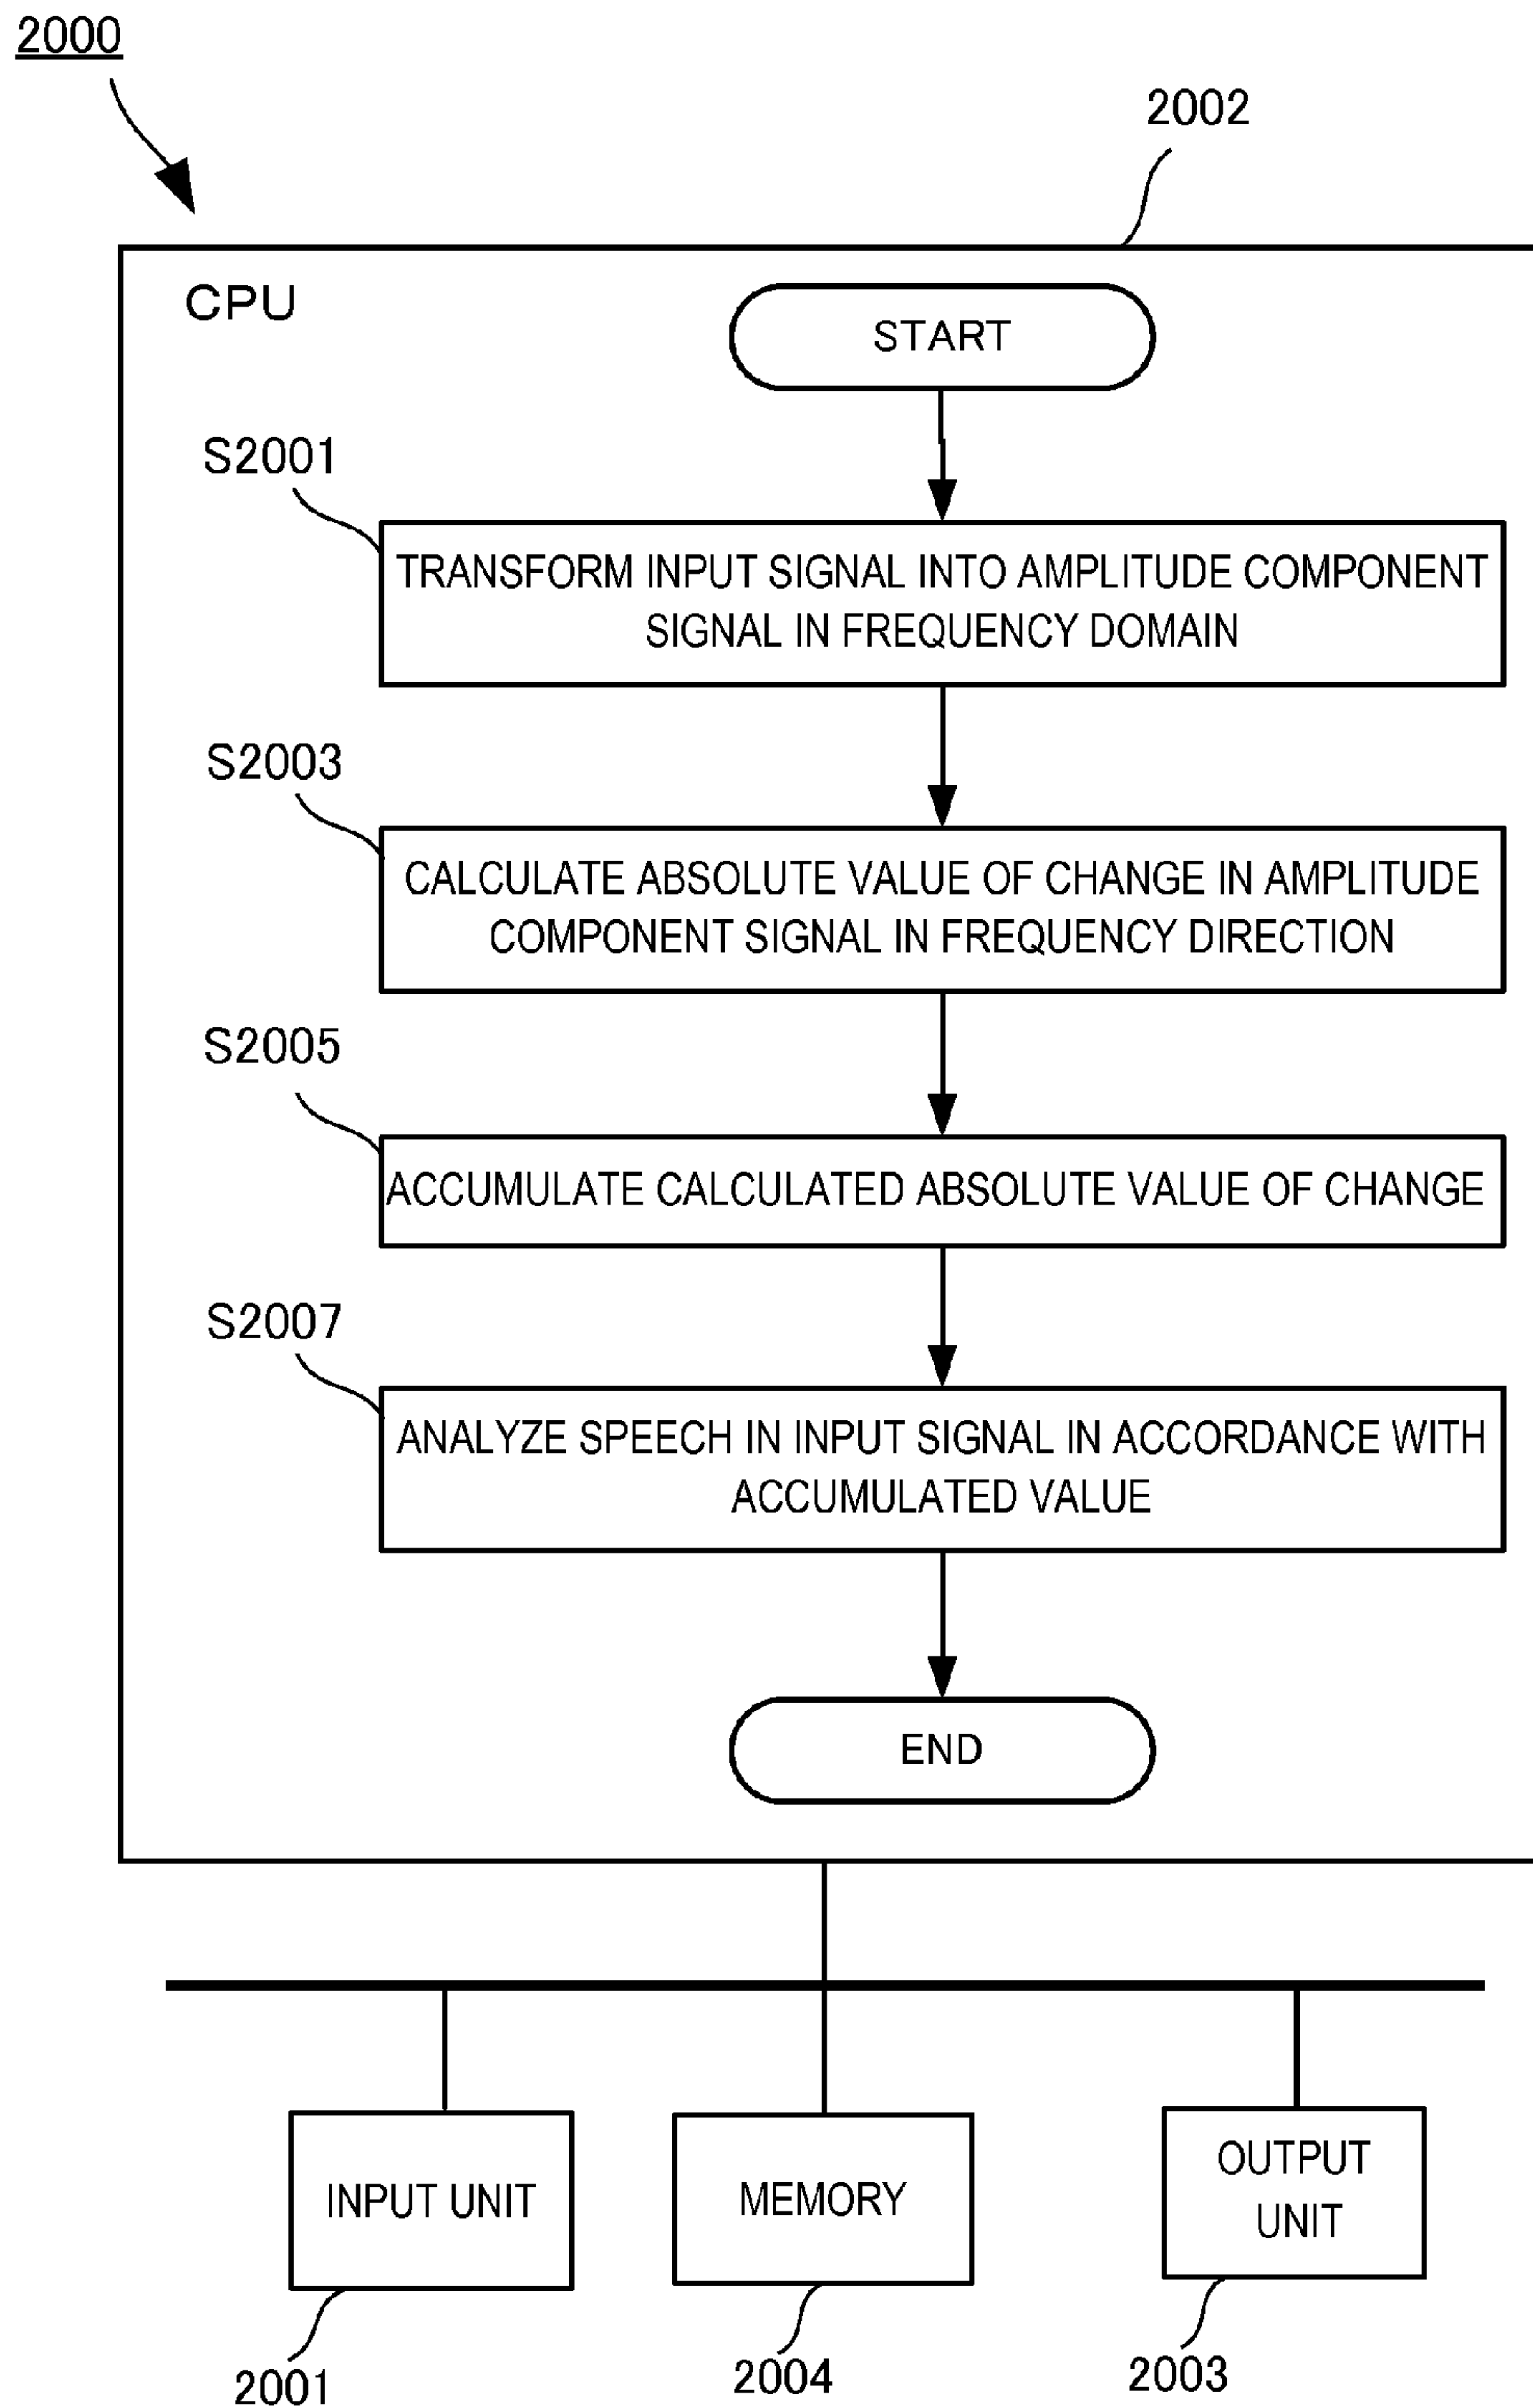 2000
2002
CPU
START
S2001
TRANSFORM INPUT SIGNAL INTO AMPLITUDE COMPONENT
SIGNAL IN FREQUENCY DOMAIN
S2003
CALCULATE ABSOLUTE VALUE OF CHANGE IN AMPLITUDE
COMPONENT SIGNAL IN FREQUENCY DIRECTION
S2005
ACCUMULATE CALCULATED ABSOLUTE VALUE OF CHANGE
S2007
ANALYZE SPEECH IN INPUT SIGNAL IN ACCORDANCE WITH
ACCUMULATED VALUE
END
INPUT UNIT
MEMORY
OUTPUT
UNIT
2001
2004
2003